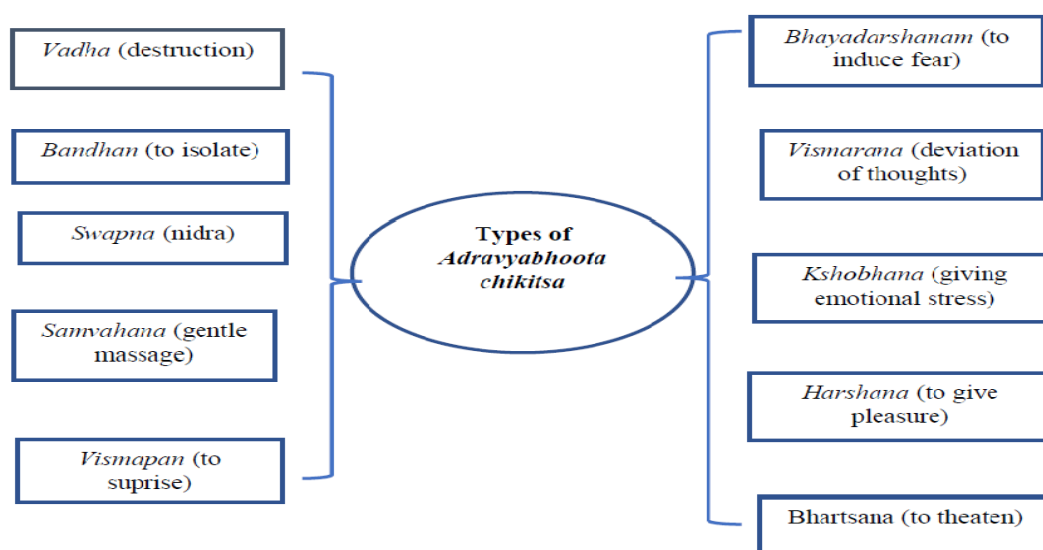 Vadha (destruction)
Bandhan (to isolate)
Swapna (nidra)
Samvahana (gentle
massage)
Vismapan (to
suprise)
Types of
Adravyabhoota
chikitsa
Bhayadarshanam (to
induce fear)
Vismarana (deviation
of thoughts)
Kshobhana (giving
emotional stress)
Harshana (to give
pleasure)
Bhartsana (to theaten)